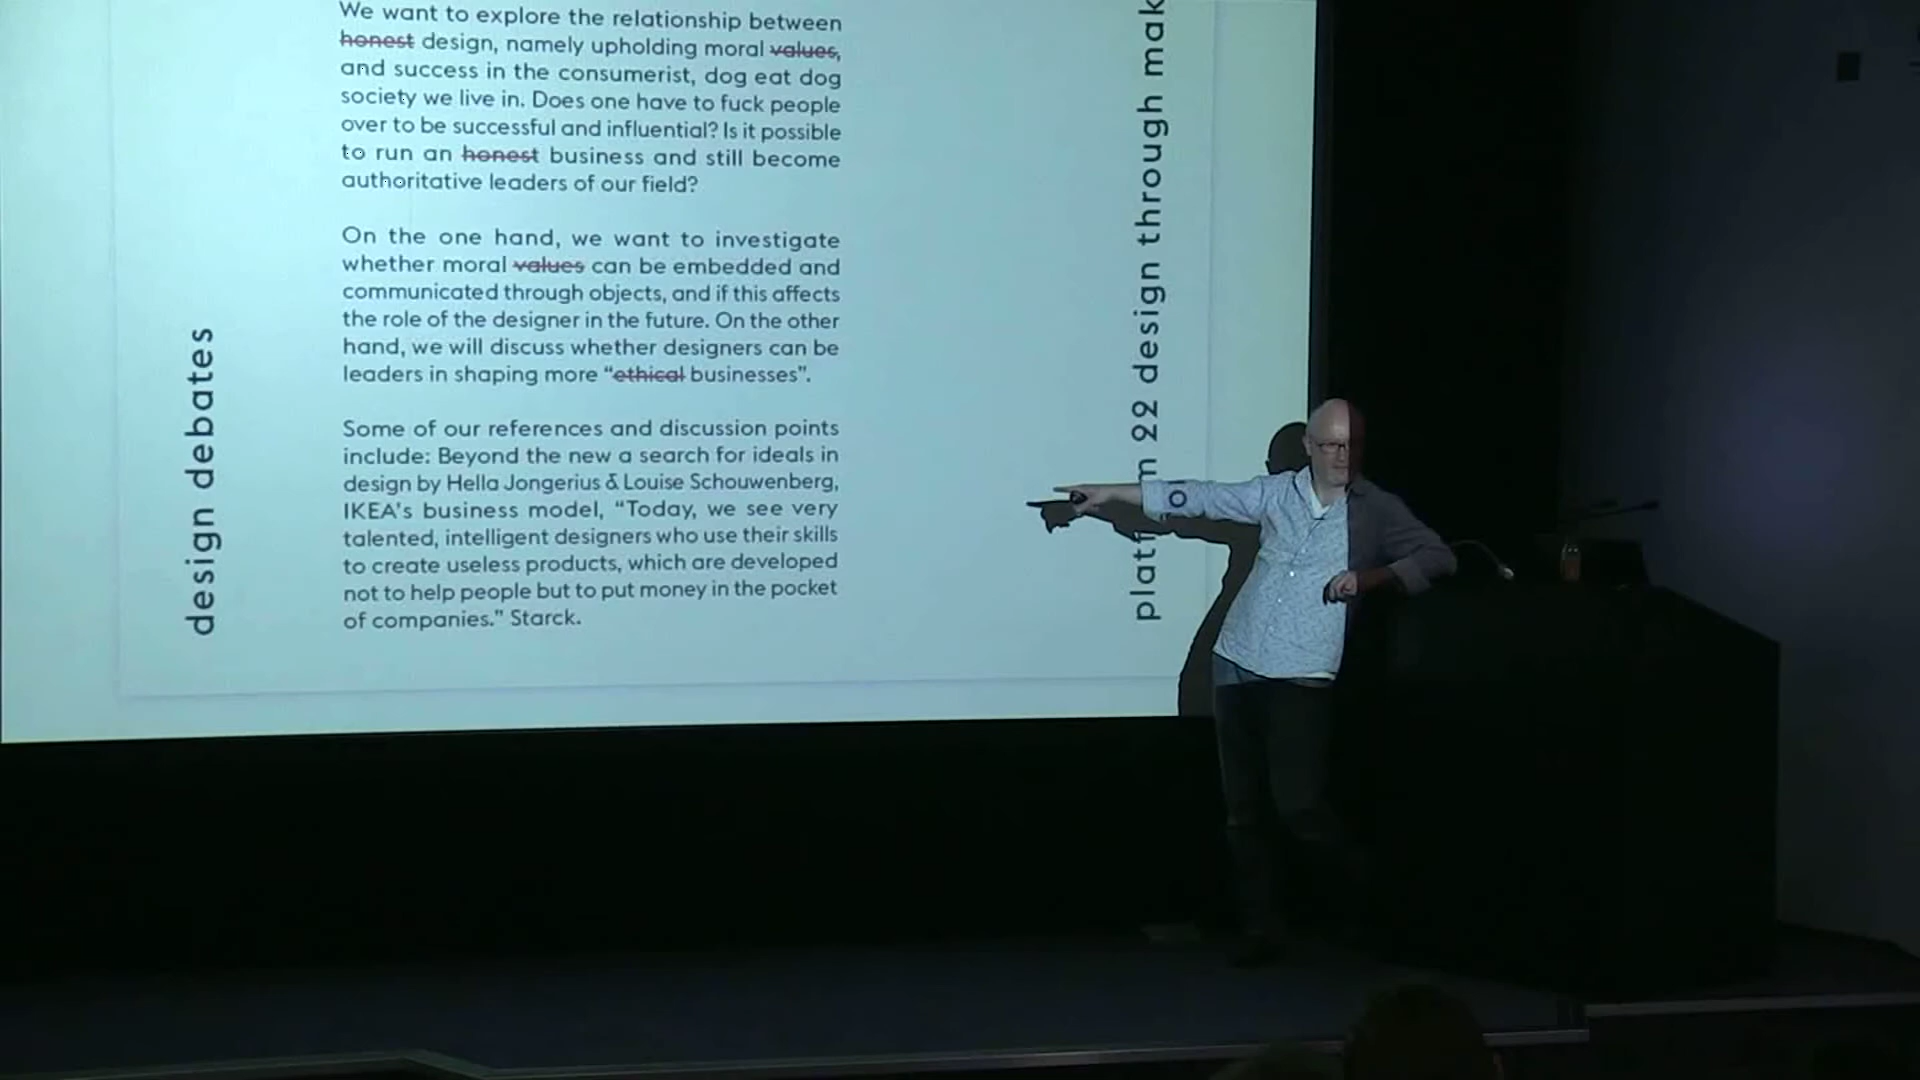 We want to explore the relationship between
honest design, namely upholding moral values,
and success in the consumerist, dog eat dog
society we live in. Does one have to fuck people
over to be successful and influential? Is it possible
to run an honest business and still become
authoritative leaders of our field?
On the one hand, we want to investigate
whether moral values can be embedded and
communicated through objects, and if this affects
the role of the designer in the future. On the other
hand, we will discuss whether designers can be
leaders in shaping more “ethical businesses”.
Some of our references and discussion points
include: Beyond the new a search for ideals in
design by Hella Jongerius & Louise Schouwenberg,
IKEA's business model, “Today, we see very
talented, intelligent designers who use their skills
to create useless products, which are developed
not to help people but to put money in the pocket
of companies.” Starck.
design debates
22 design through mak